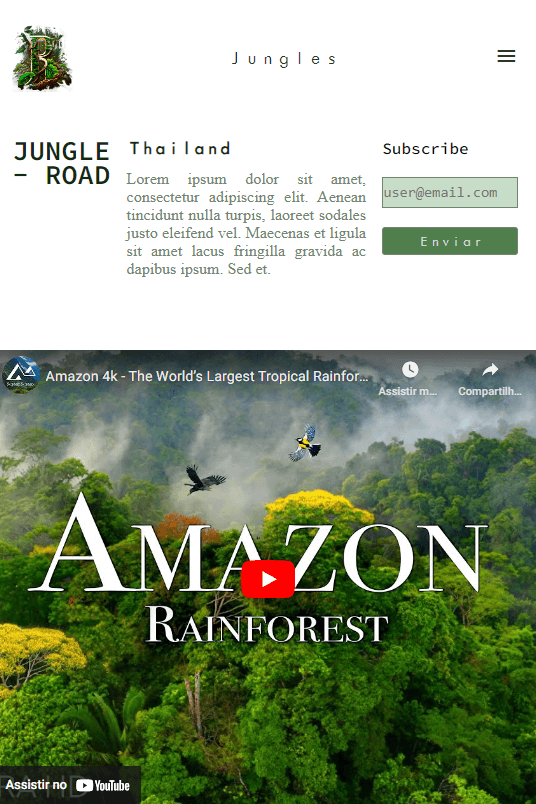 R
Jungles
JUNGLE
- ROAD
Thailand
Lorem ipsum dolor sit amet,
consectetur adipiscing elit. Aenean
tincidunt nulla turpis, laoreet sodales
justo eleifend vel. Maecenas et ligula
sit amet lacus fringilla gravida ac
dapibus ipsum. Sed et.
Subscribe
user@email.com
Enviar
Amazon 4k - The World’s Largest Tropical Rainfor...
Assistir m...
Compartilh...
AMAZON
RAINFOREST
Assistir no YouTube